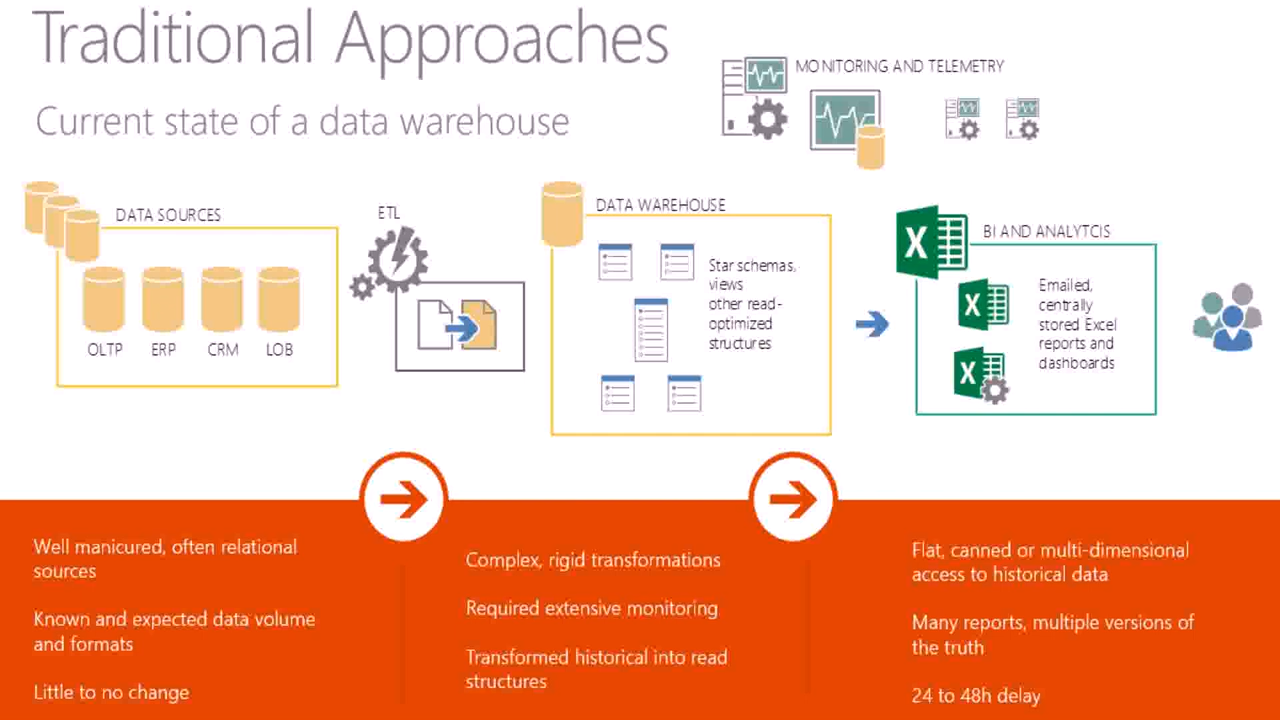 Traditional Approaches
Current state of a data warehouse
MONITORING AND TELEMETRY
DATA SOURCES
OLTP
ERP
CRM
LOB
ETL
DATA WAREHOUSE
Star schemas,
views
other read-
optimized
structures
BI AND ANALYTCIS
Emailed,
centrally
stored Excel
reports and
dashboards
Well manicured, often relational
sources
Known and expected data volume
and formats
Little to no change
Complex, rigid transformations
Required extensive monitoring
Transformed historical into read
structures
Flat, canned or multi-dimensional
access to historical data
Many reports, multiple versions of
the truth
24 to 48h delay